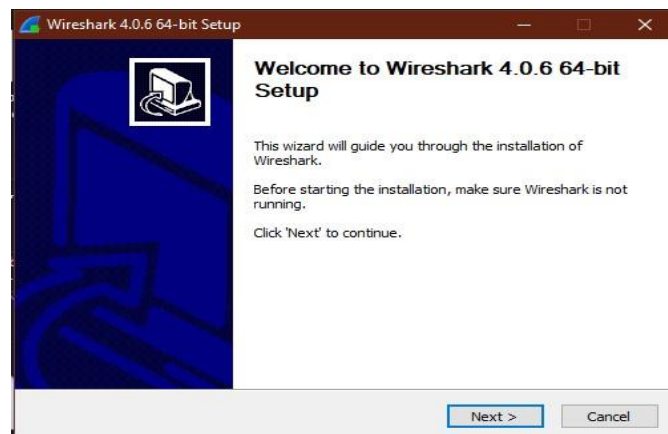 Wireshark 4.0.6 64-bit Setup
Welcome to Wireshark 4.0.6 64-bit
Setup
This wizard will guide you through the installation of
Wireshark.
Before starting the installation, make sure Wireshark is not
running.
Click 'Next' to continue.
Next >
Cancel